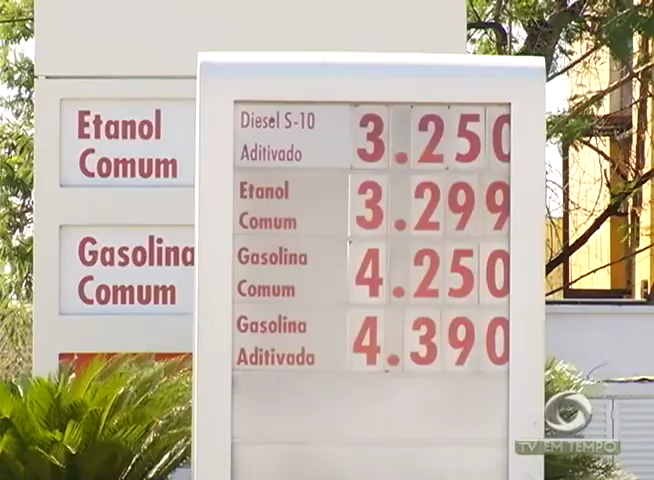 Etanol
Comum
Gasolina
Comum
Diesel S-10
Aditivado
3.250
Etanol
Comum
3.299
Gasolina
Comum
4.250
Gasolina
Aditivada
4.390
TV EM TEMPO